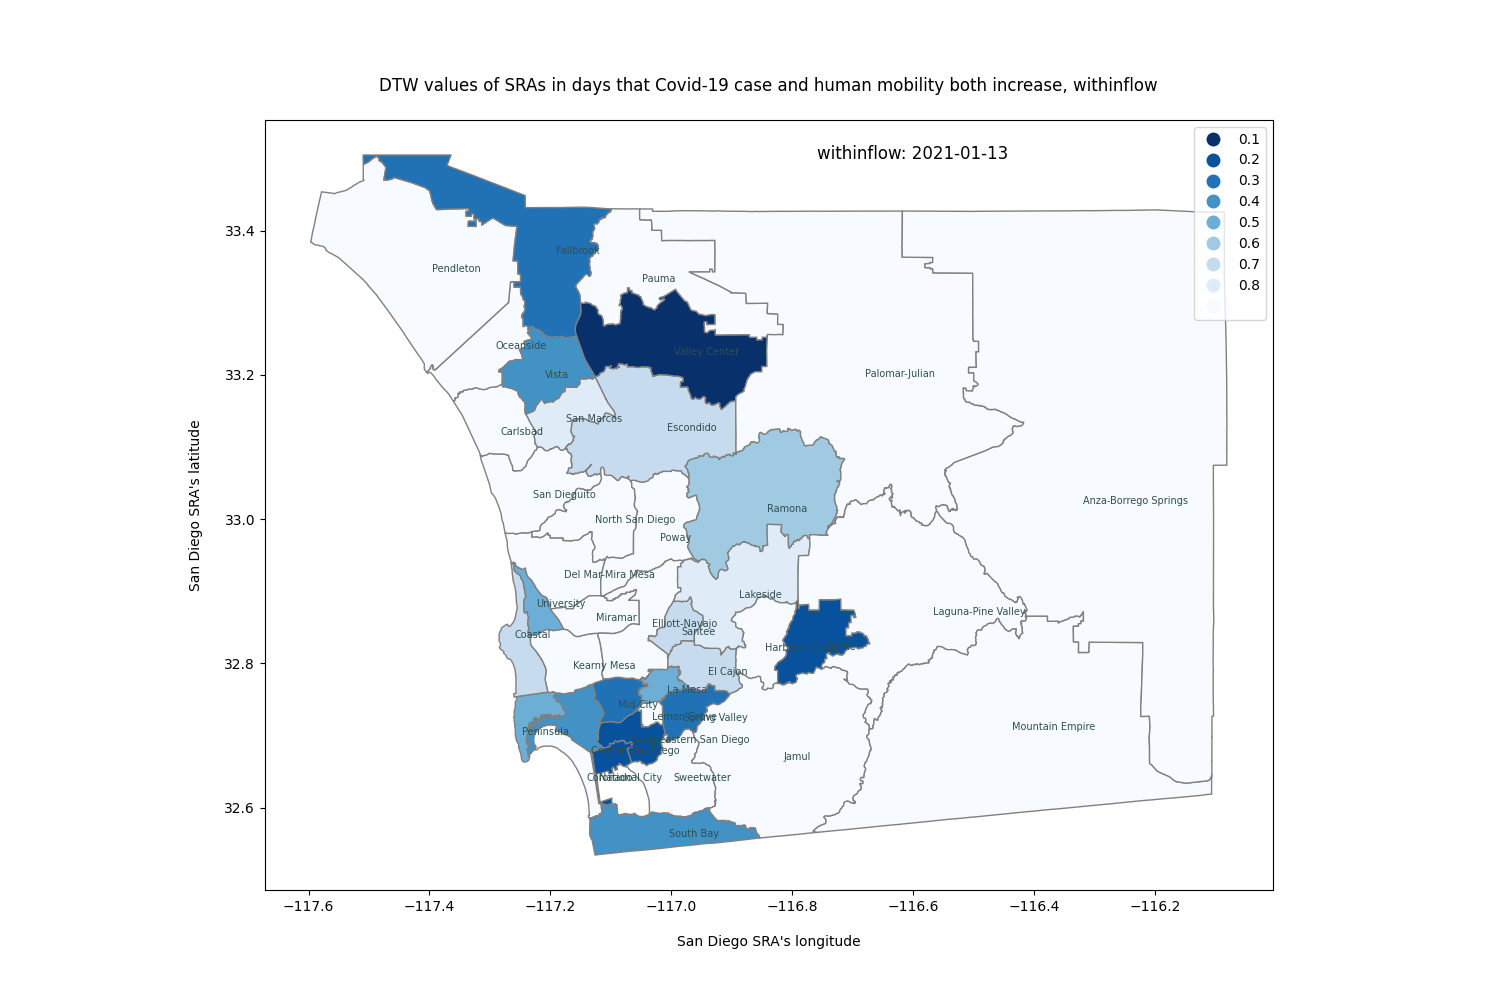 DTW values of SRAs in days that Covid-19 case and human mobility both increase, withinflow
withinflow: 2021-01-13
0.1
0.2
0.3
0.4
0.5
0.6
0.7
0.8
San Diego SRA's latitude
33.4
33.2
33.0
32.8
32.6
Fallbrook
Pendleton
Pauma
Oceanside
Valley Center
Vista
Palomar-Julian
San Marcos
Carlsbad
Escondido
San Dieguito
Anza-Borrego Springs
Ramona
North San Diego
Poway
Del Mar-Mira Mesa
Lakeside
University
Laguna-Pine Valley
Miramar
Elliott-Navajo
Santee
Coastal
Kearny Mesa
El Cajon
La Mesa
Mid-City
Lemon Grove
Spring Valley
Mountain Empire
Peninsula
Southeastern San Diego
Jamul
National City
Sweetwater
South Bay
−117.6
−117.4
−117.2
−117.0
−116.8
−116.6
−116.4
−116.2
San Diego SRA's longitude